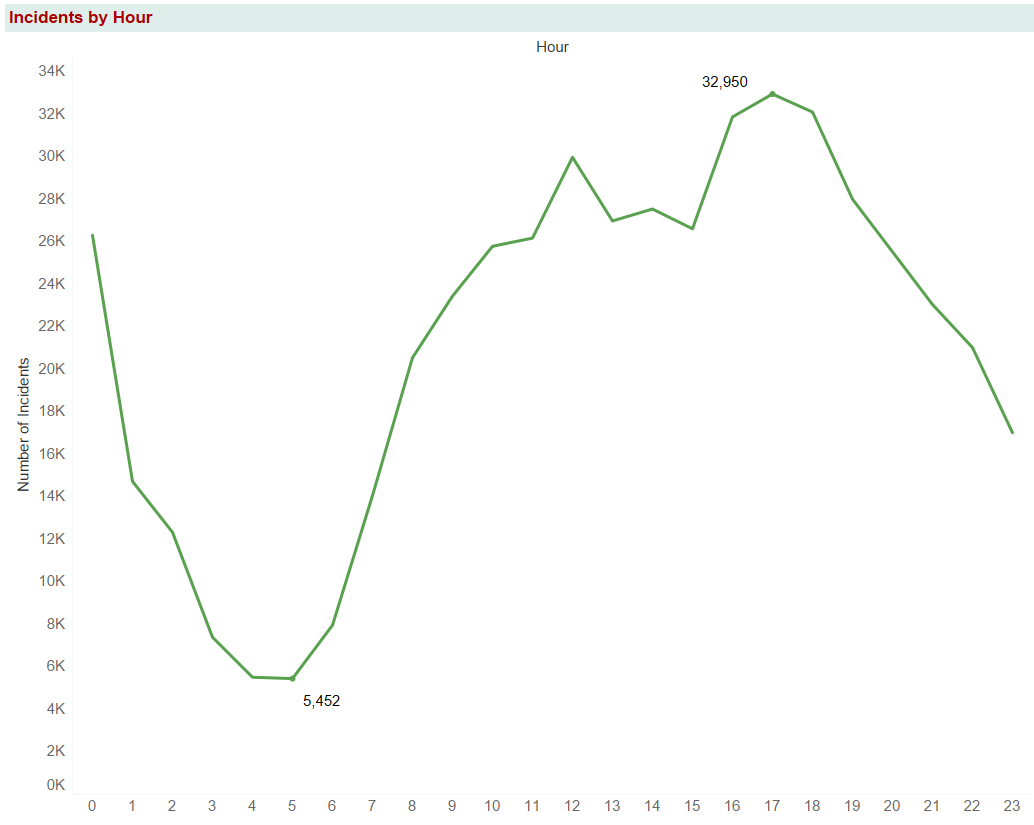 Incidents by Hour
Hour
34K
32,950
32K
30K
28K
26K
24K
22K
20K
Number of Incidents
18K
16K
14K
12K
10K
8K
6K
5,452
4K
2K
0K
0 1 2 3 4 5 6 7 8 9 10 11 12 13 14 15 16 17 18 19 20 21 22 23